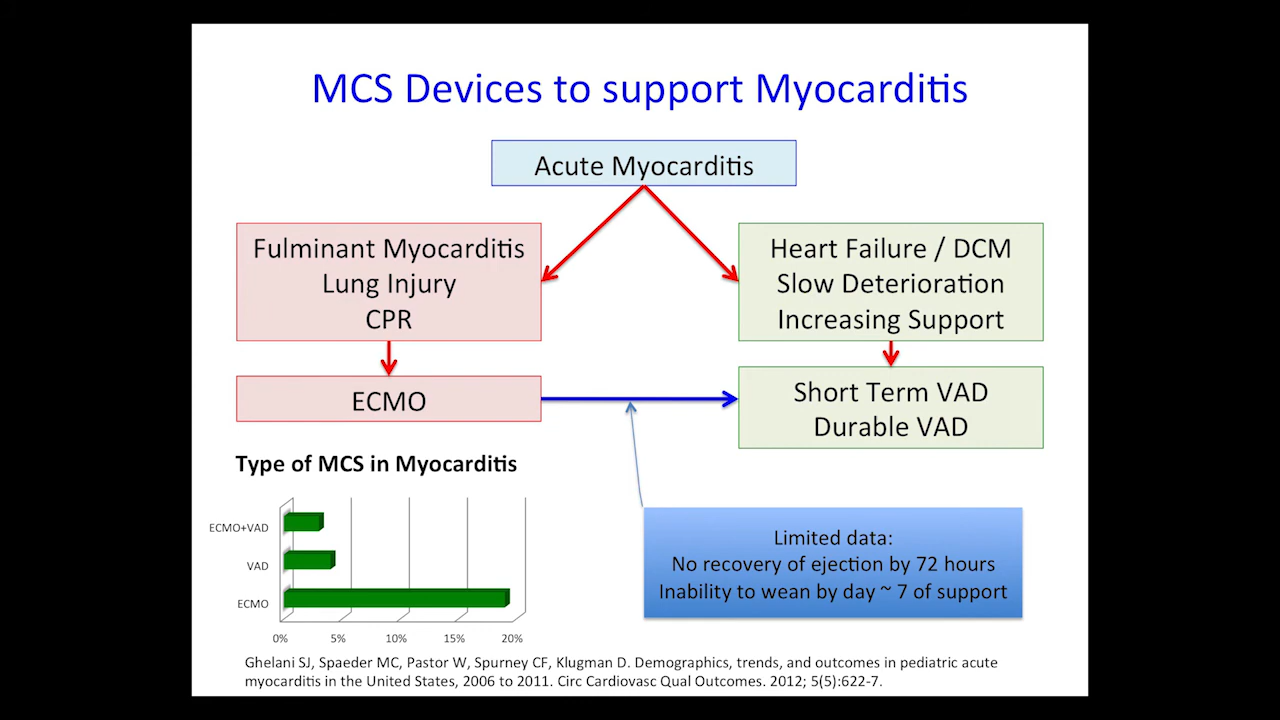 MCS Devices to support Myocarditis
Acute Myocarditis
Fulminant Myocarditis
Lung Injury
CPR
Heart Failure / DCM
Slow Deterioration
Increasing Support
ECMO
Short Term VAD
Durable VAD
Type of MCS in Myocarditis
ECMO+VAD
VAD
ECMO
0% 5% 10% 15% 20%
Limited data:
No recovery of ejection by 72 hours
Inability to wean by day ~ 7 of support
Ghelani SJ, Spaeder MC, Pastor W, Spurney CF, Klugman D. Demographics, trends, and outcomes in pediatric acute
myocarditis in the United States, 2006 to 2011. Circ Cardiovasc Qual Outcomes. 2012; 5(5):622-7.